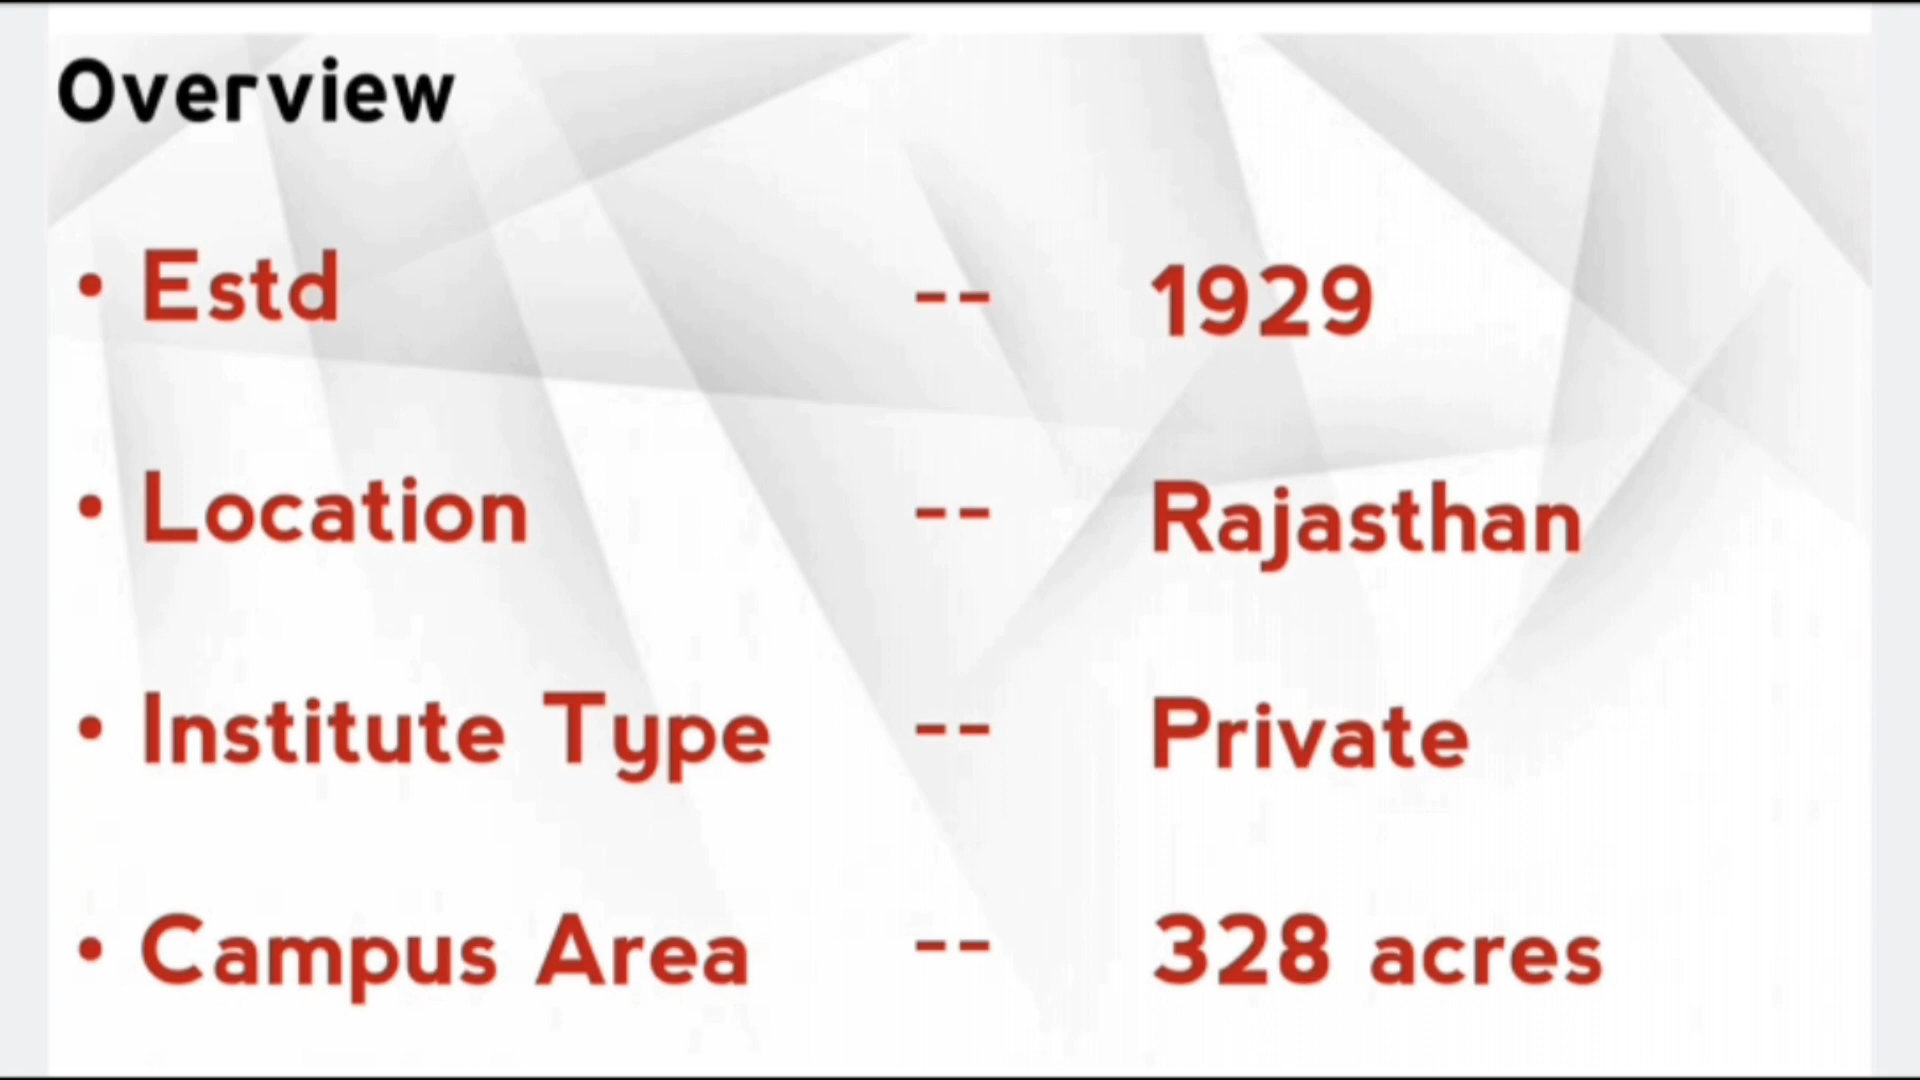 Overview
• Estd -- 1929
• Location -- Rajasthan
• Institute Type -- Private
• Campus Area -- 328 acres